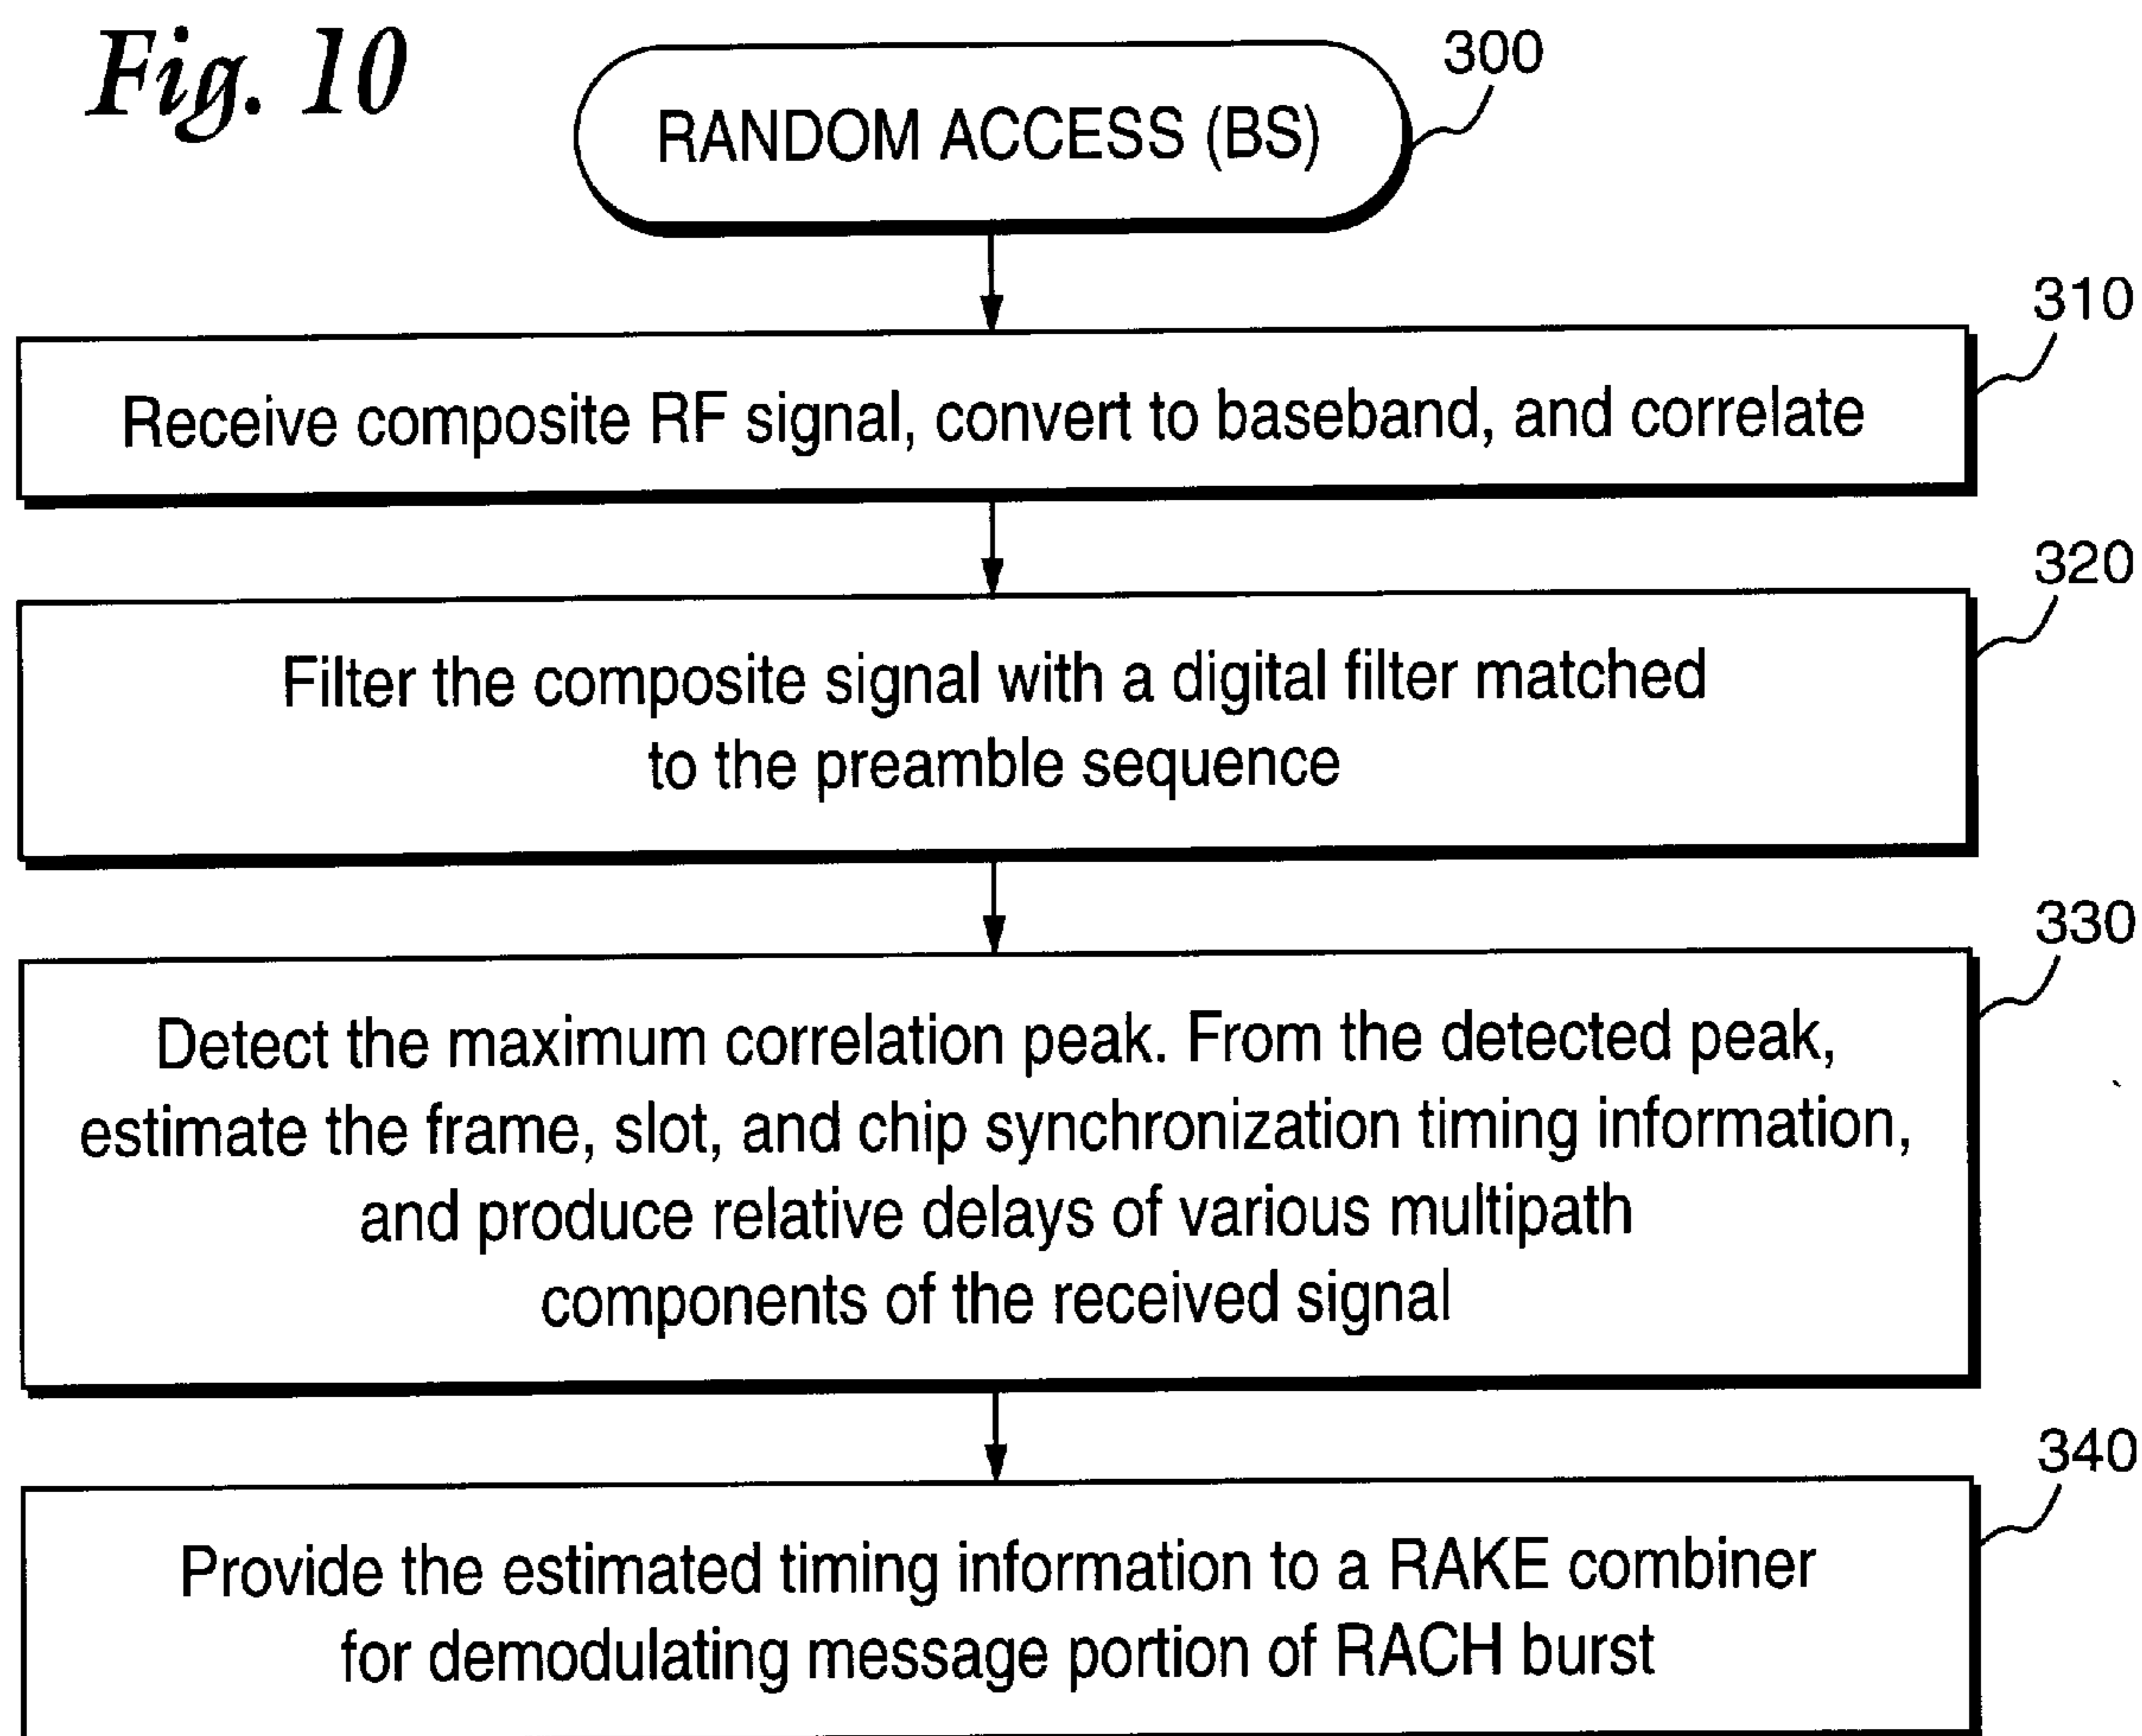 Fig. 10
300
RANDOM ACCESS (BS)
310
Receive composite RF signal, convert to baseband, and correlate
320
Filter the composite signal with a digital filter matched
to the preamble sequence
330
Detect the maximum correlation peak. From the detected peak,
estimate the frame, slot, and chip synchronization timing information,
and produce relative delays of various multipath
components of the received signal
340
Provide the estimated timing information to a RAKE combiner
for demodulating message portion of RACH burst